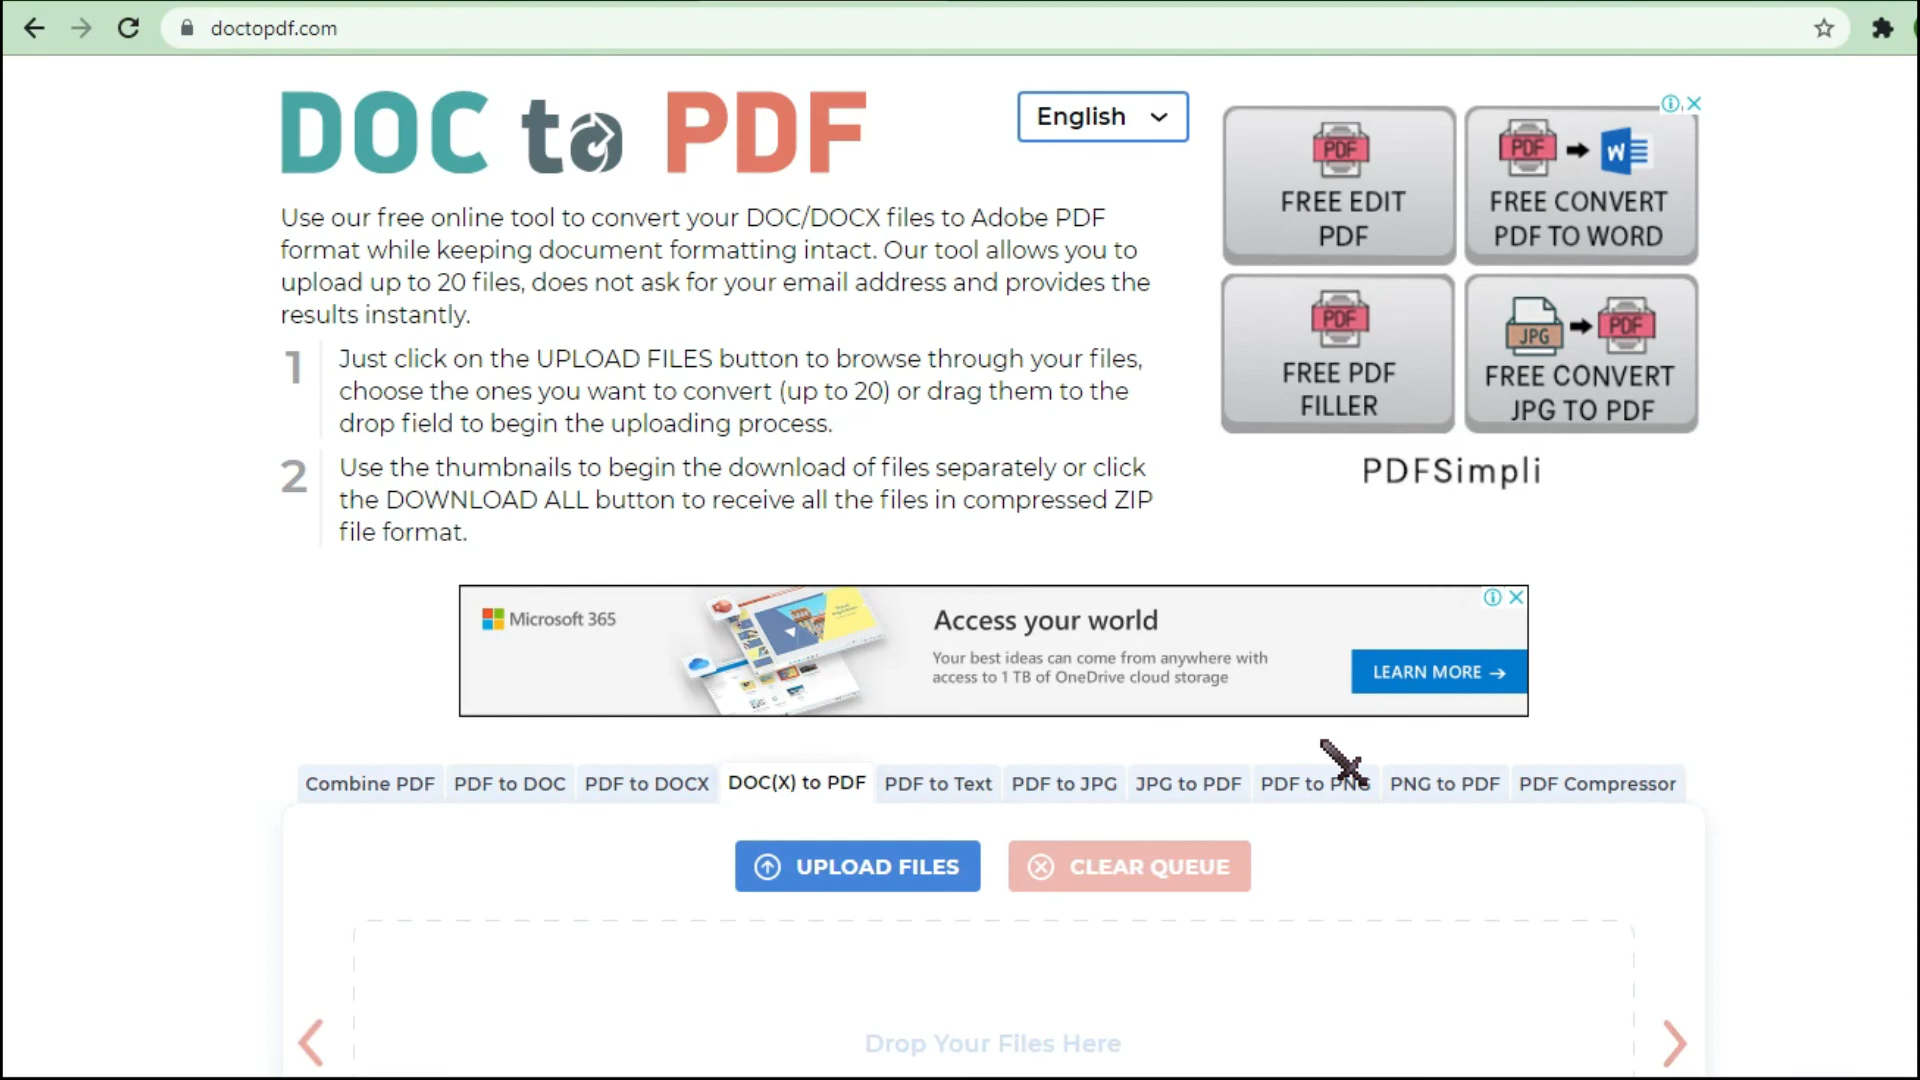 doctopdf.com
DOC to PDF
English
Use our free online tool to convert your DOC/DOCX files to Adobe PDF
format while keeping document formatting intact. Our tool allows you to
upload up to 20 files, does not ask for your email address and provides the
results instantly.
1
Just click on the UPLOAD FILES button to browse through your files,
choose the ones you want to convert (up to 20) or drag them to the
drop field to begin the uploading process.
2
Use the thumbnails to begin the download of files separately or click
the DOWNLOAD ALL button to receive all the files in compressed ZIP
file format.
PDF
FREE EDIT
PDF
PDF W
FREE CONVERT
PDF TO WORD
PDF
FREE PDF
FILLER
JPG PDF
FREE CONVERT
JPG TO PDF
PDFSimpli
Microsoft 365
Access your world
Your best ideas can come from anywhere with
access to 1 TB of OneDrive cloud storage
LEARN MORE →
Combine PDF PDF to DOC PDF to DOCX DOC(X) to PDF PDF to Text PDF to JPG JPG to PDF PDF to PNG PNG to PDF PDF Compressor
UPLOAD FILES CLEAR QUEUE
Drop Your Files Here